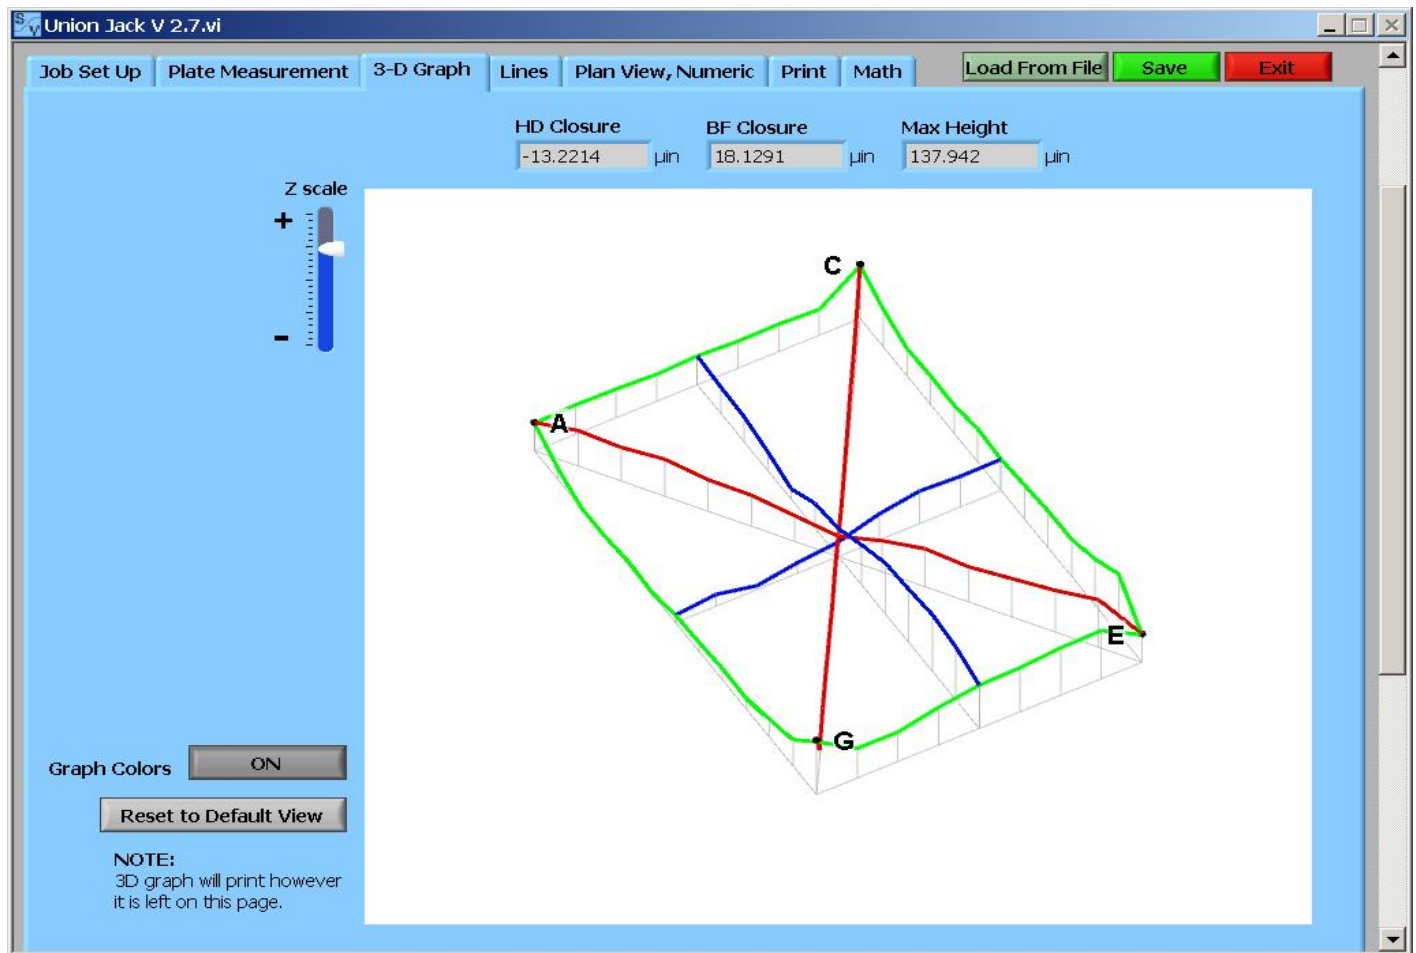 Union Jack V 2.7.vi
Job Set Up Plate Measurement 3-D Graph Lines Plan View, Numeric Print Math Load From File Save Exit
HD Closure BF Closure Max Height
-13.2214 µin 18.1291 µin 137.942 µin
Z scale
+
-
C
A
E
G
Graph Colors ON
Reset to Default View
NOTE:
3D graph will print however
it is left on this page.